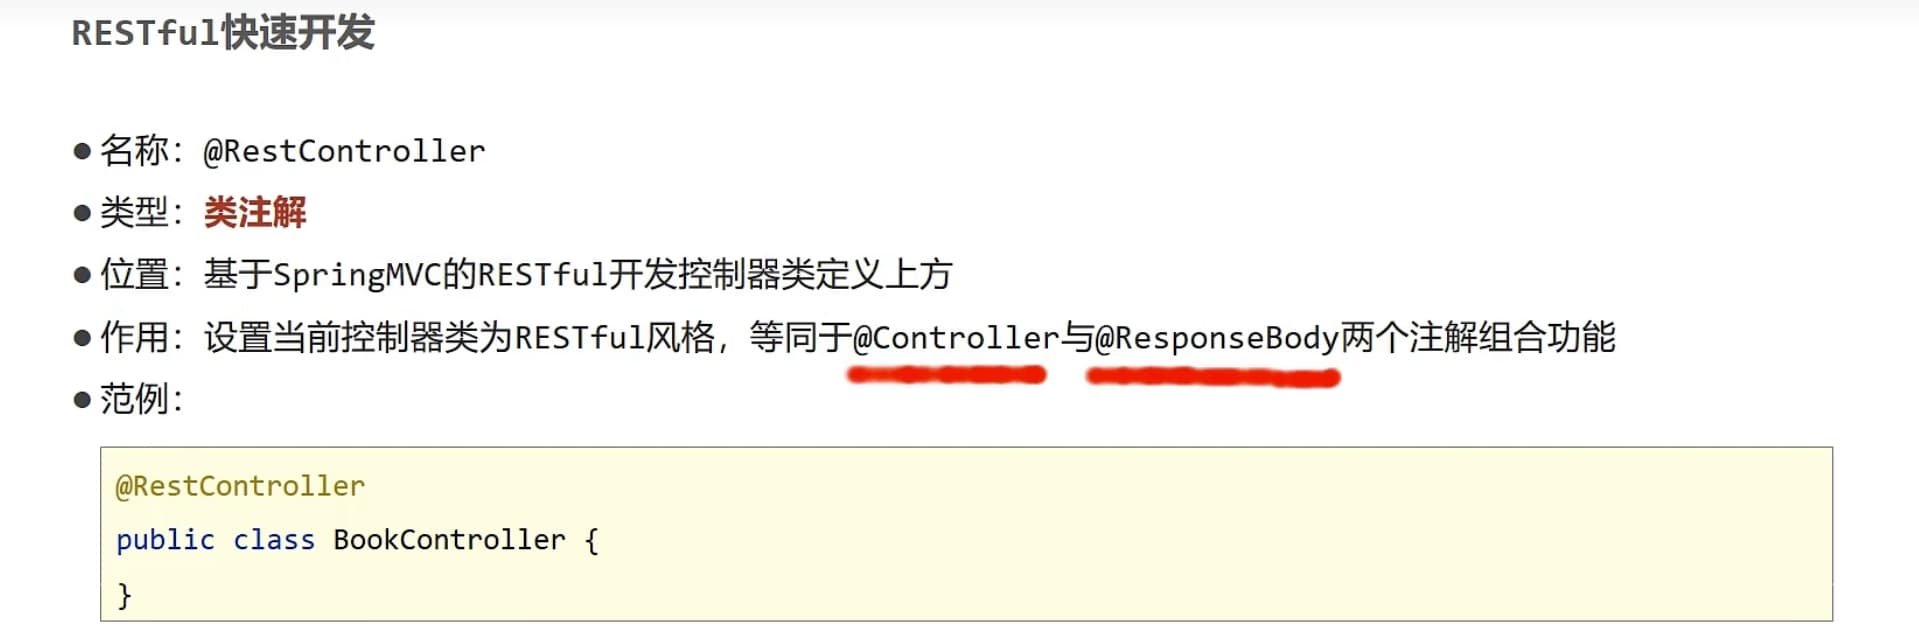 RESTful快速开发
● 名称：@RestController
● 类型：类注解
● 位置：基于SpringMVC的RESTful开发控制器类定义上方
● 作用：设置当前控制器类为RESTful风格，等同于@Controller与@ResponseBody两个注解组合功能
● 范例：
@RestController
public class BookController {
}